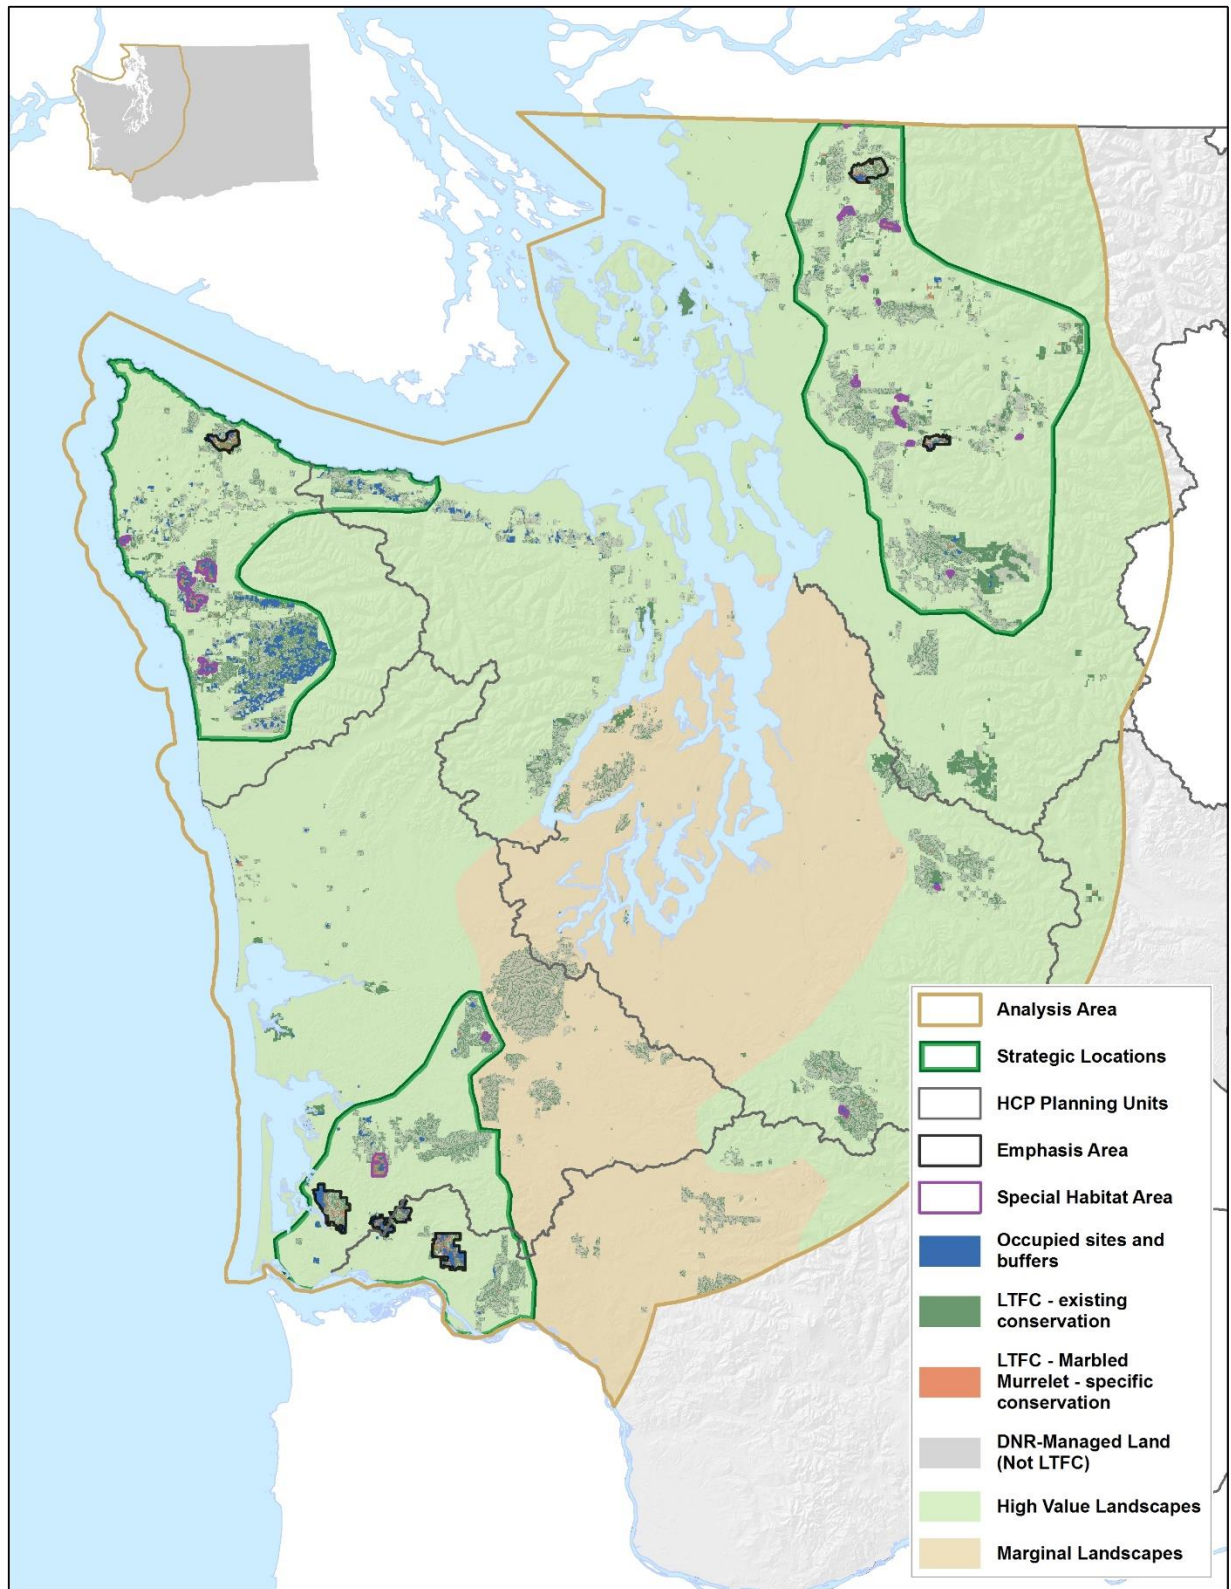 Analysis Area
Strategic Locations
HCP Planning Units
Emphasis Area
Special Habitat Area
Occupied sites and
buffers
LTFC - existing
conservation
LTFC - Marbled
Murrelet - specific
conservation
DNR-Managed Land
(Not LTFC)
High Value Landscapes
Marginal Landscapes